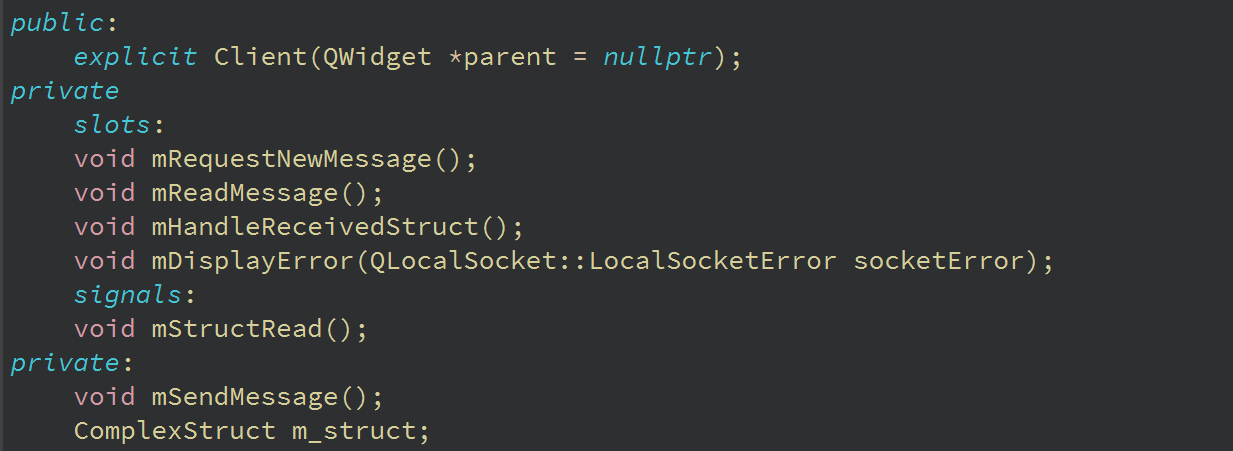 public:
    explicit Client(QWidget *parent = nullptr);
private
    slots:
    void mRequestNewMessage();
    void mReadMessage();
    void mHandleReceivedStruct();
    void mDisplayError(QLocalSocket::LocalSocketError socketError);
    signals:
    void mStructRead();
private:
    void mSendMessage();
    ComplexStruct m_struct;